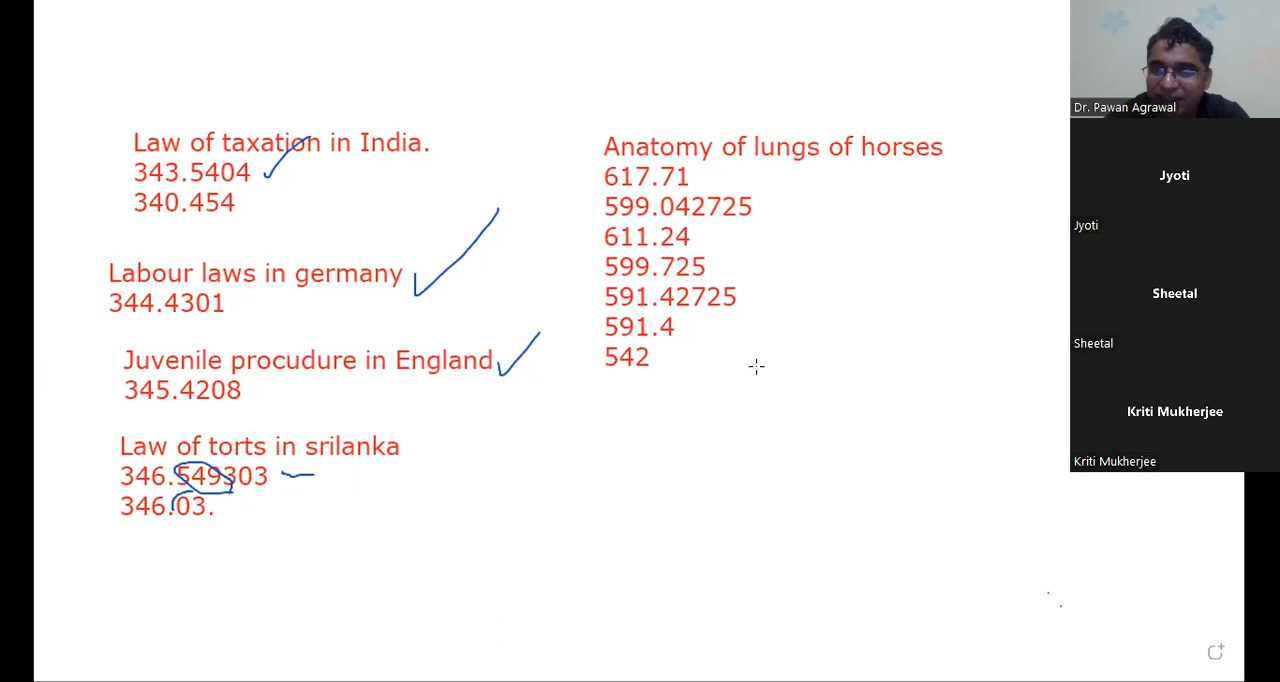 Law of taxation in India.
343.5404
340.454
Labour laws in germany
344.4301
Juvenile procudure in England
345.4208
Law of torts in srilanka
346.549303
346.03.
Anatomy of lungs of horses
617.71
599.042725
611.24
599.725
591.42725
591.4
542
Dr. Pawan Agrawal
Jyoti
Jyoti
Sheetal
Sheetal
Kriti Mukherjee
Kriti Mukherjee